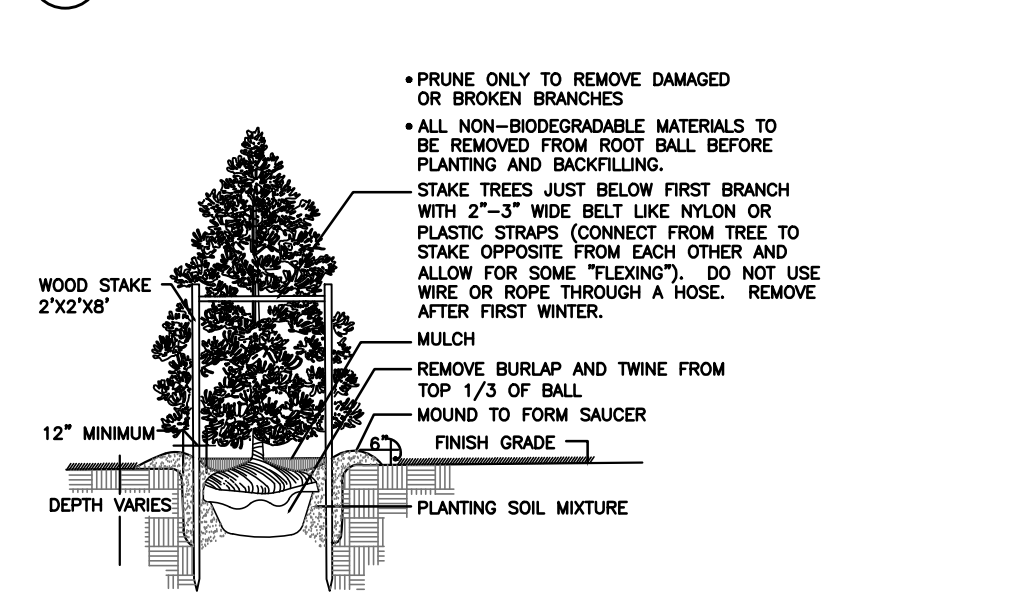 • PRUNE ONLY TO REMOVE DAMAGED
OR BROKEN BRANCHES
• ALL NON-BIODEGRADABLE MATERIALS TO
BE REMOVED FROM ROOT BALL BEFORE
PLANTING AND BACKFILLING.
STAKE TREES JUST BELOW FIRST BRANCH
WITH 2"-3" WIDE BELT LIKE NYLON OR
PLASTIC STRAPS (CONNECT FROM TREE TO
STAKE OPPOSITE FROM EACH OTHER AND
ALLOW FOR SOME "FLEXING"). DO NOT USE
WIRE OR ROPE THROUGH A HOSE. REMOVE
AFTER FIRST WINTER.
WOOD STAKE
2'X2'X8'
MULCH
REMOVE BURLAP AND TWINE FROM
TOP 1/3 OF BALL
MOUND TO FORM SAUCER
12" MINIMUM
6"
FINISH GRADE
DEPTH VARIES
PLANTING SOIL MIXTURE